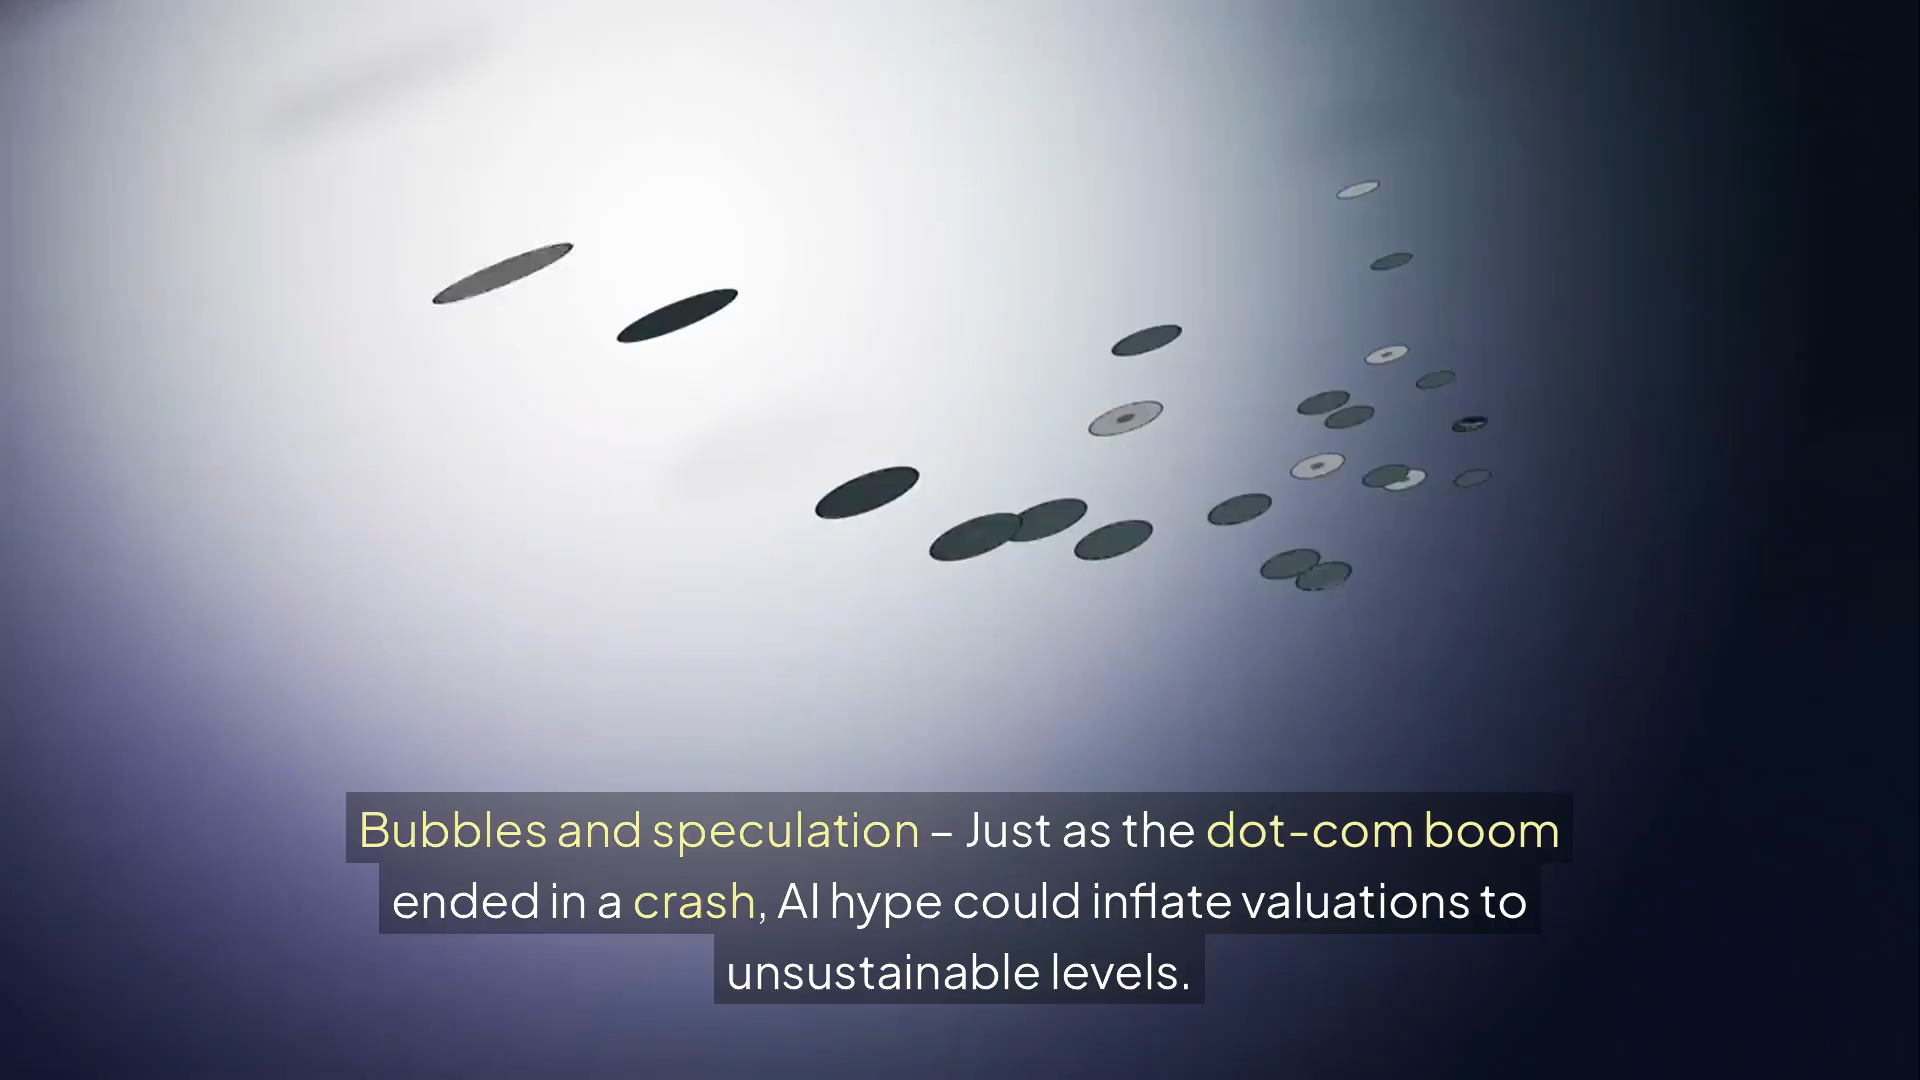 Bubbles and speculation – Just as the dot-com boom
ended in a crash, AI hype could inflate valuations to
unsustainable levels.